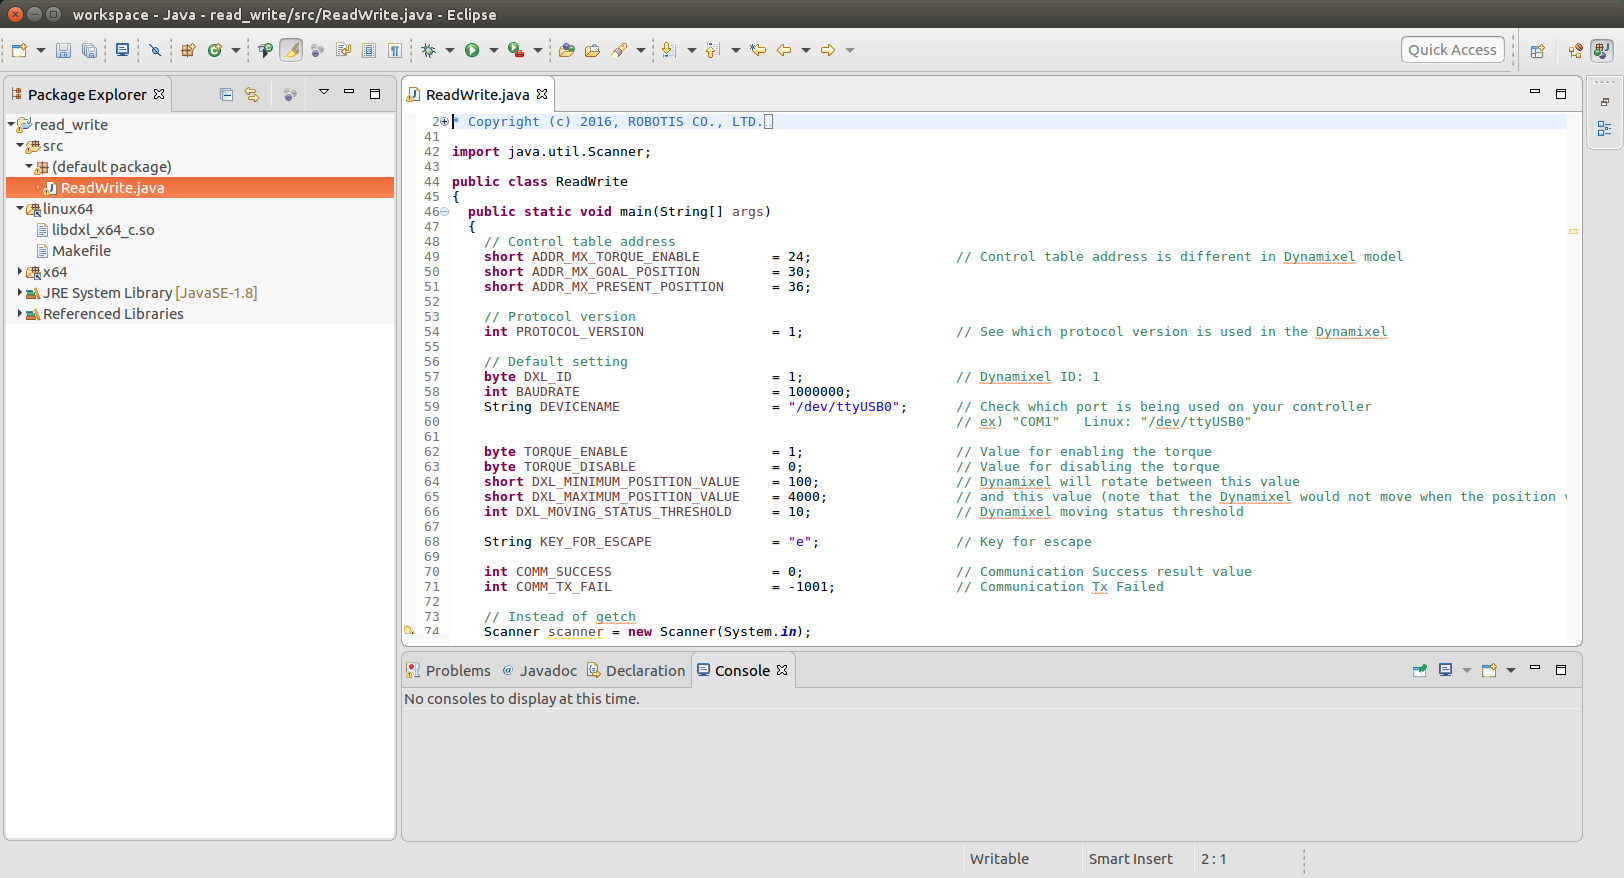 workspace - Java - read_write/src/ReadWrite.java - Eclipse
Quick Access
Package Explorer
read_write
src
(default package)
ReadWrite.java
linux64
libdxl_x64_c.so
Makefile
x64
JRE System Library [JavaSE-1.8]
Referenced Libraries
ReadWrite.java
2 * Copyright (c) 2016, ROBOTIS CO., LTD.
41
42 import java.util.Scanner;
43
44 public class ReadWrite
45 {
46   public static void main(String[] args)
47   {
48     // Control table address
49     short ADDR_MX_TORQUE_ENABLE         = 24;                  // Control table address is different in Dynamixel model
50     short ADDR_MX_GOAL_POSITION         = 30;
51     short ADDR_MX_PRESENT_POSITION      = 36;
52
53     // Protocol version
54     int PROTOCOL_VERSION                = 1;                   // See which protocol version is used in the Dynamixel
55
56     // Default setting
57     byte DXL_ID                         = 1;                   // Dynamixel ID: 1
58     int BAUDRATE                        = 1000000;
59     String DEVICENAME                   = "/dev/ttyUSB0";      // Check which port is being used on your controller
60                                                                // ex) "COM1"   Linux: "/dev/ttyUSB0"
61
62     byte TORQUE_ENABLE                  = 1;                   // Value for enabling the torque
63     byte TORQUE_DISABLE                 = 0;                   // Value for disabling the torque
64     short DXL_MINIMUM_POSITION_VALUE    = 100;                 // Dynamixel will rotate between this value
65     short DXL_MAXIMUM_POSITION_VALUE    = 4000;                // and this value (note that the Dynamixel would not move when the position
66     int DXL_MOVING_STATUS_THRESHOLD     = 10;                  // Dynamixel moving status threshold
67
68     String KEY_FOR_ESCAPE               = "e";                 // Key for escape
69
70     int COMM_SUCCESS                    = 0;                   // Communication Success result value
71     int COMM_TX_FAIL                    = -1001;               // Communication Tx Failed
72
73     // Instead of getch
74     Scanner scanner = new Scanner(System.in);
Problems @ Javadoc Declaration Console
No consoles to display at this time.
Writable Smart Insert 2 : 1